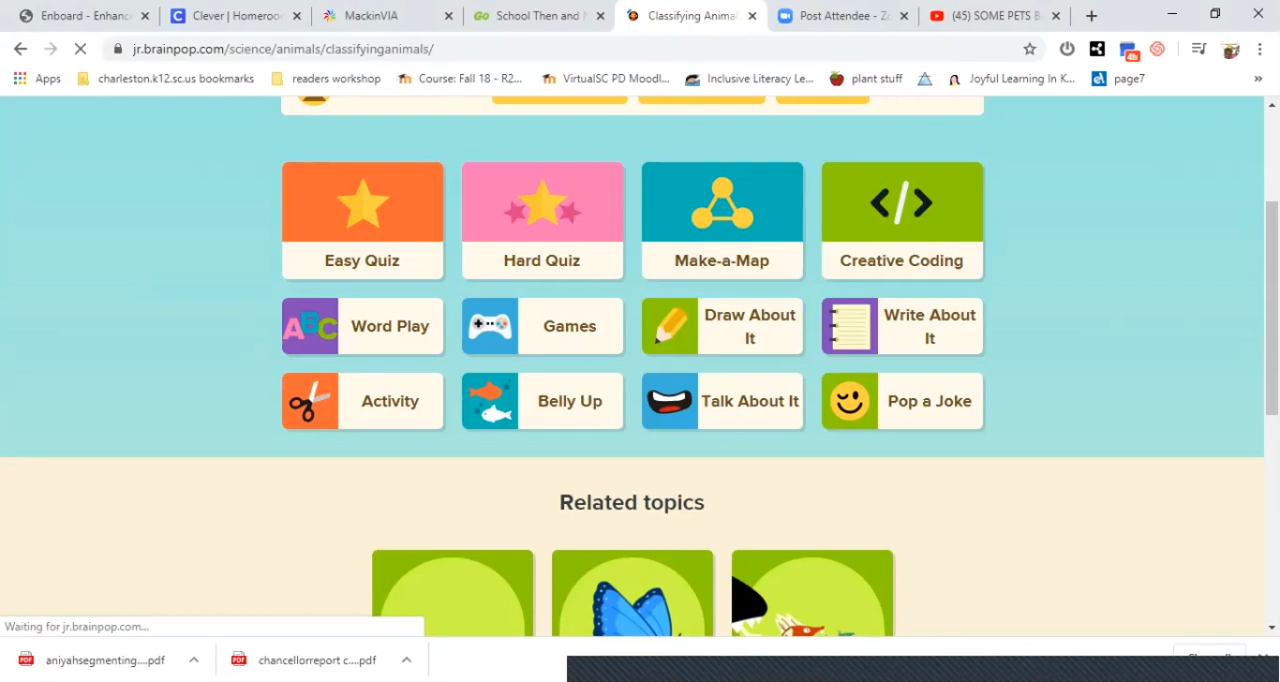 Enboard - Enhanc
Clever | Homeroo
MackinVIA
School Then and
Classifying Anima
Post Attendee - Zo
(45) SOME PETS B
jr.brainpop.com/science/animals/classifyinganimals/
Apps
charleston.k12.sc.us bookmarks
readers workshop
Course: Fall 18 - R2...
VirtualSC PD Moodl...
Inclusive Literacy Le...
plant stuff
Joyful Learning In K...
page7
Easy Quiz
Hard Quiz
Make-a-Map
Creative Coding
ABC
Word Play
Games
Draw About
It
Write About
It
Activity
Belly Up
Talk About It
Pop a Joke
Related topics
Waiting for jr.brainpop.com...
aniyahsegmenting....pdf
chancellorreport c....pdf